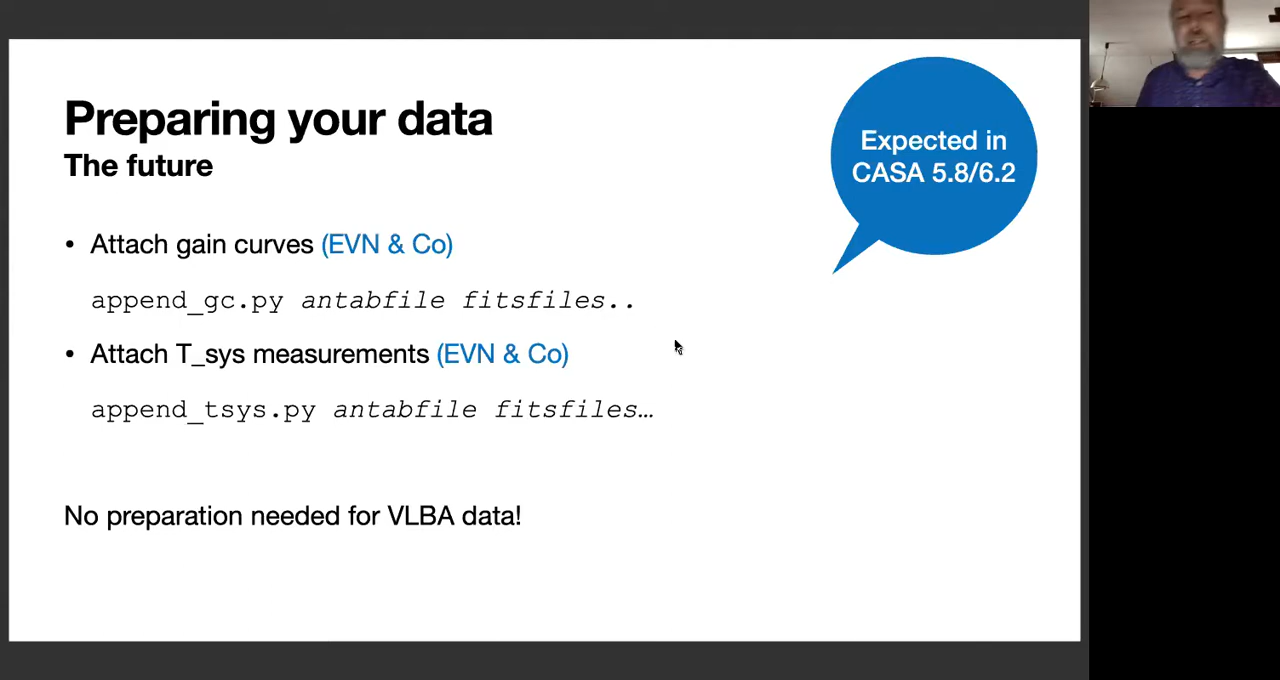 Preparing your data
The future
Expected in
CASA 5.8/6.2
• Attach gain curves (EVN & Co)
append_gc.py antabfile fitsfiles..
• Attach T_sys measurements (EVN & Co)
append_tsys.py antabfile fitsfiles…
No preparation needed for VLBA data!